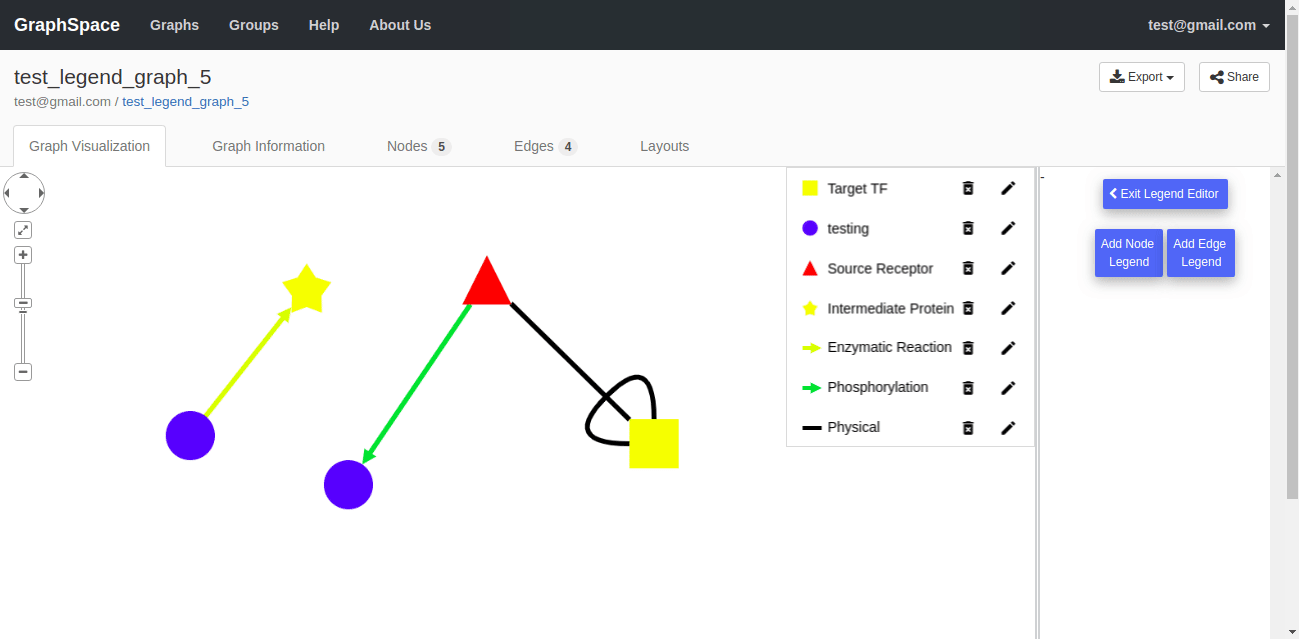 GraphSpace Graphs Groups Help About Us test@gmail.com
test_legend_graph_5
Export Share
test@gmail.com / test_legend_graph_5
Graph Visualization Graph Information Nodes 5 Edges 4 Layouts
Target TF
testing
Source Receptor
Intermediate Protein
Enzymatic Reaction
Phosphorylation
Physical
-
Exit Legend Editor
Add Node Legend
Add Edge Legend